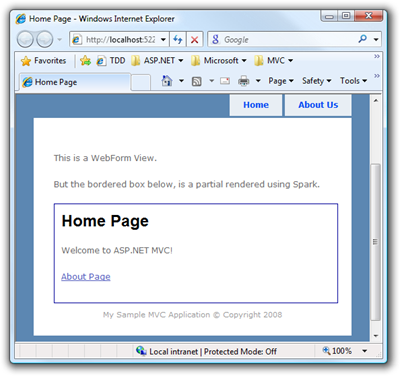 Home Page - Windows Internet Explorer
http://localhost:522
Google
Favorites TDD ASP.NET Microsoft MVC
Home Page
Page Safety Tools
Home About Us
This is a WebForm View.
But the bordered box below, is a partial rendered using Spark.
Home Page
Welcome to ASP.NET MVC!
About Page
My Sample MVC Application © Copyright 2008
Local intranet | Protected Mode: Off 100%